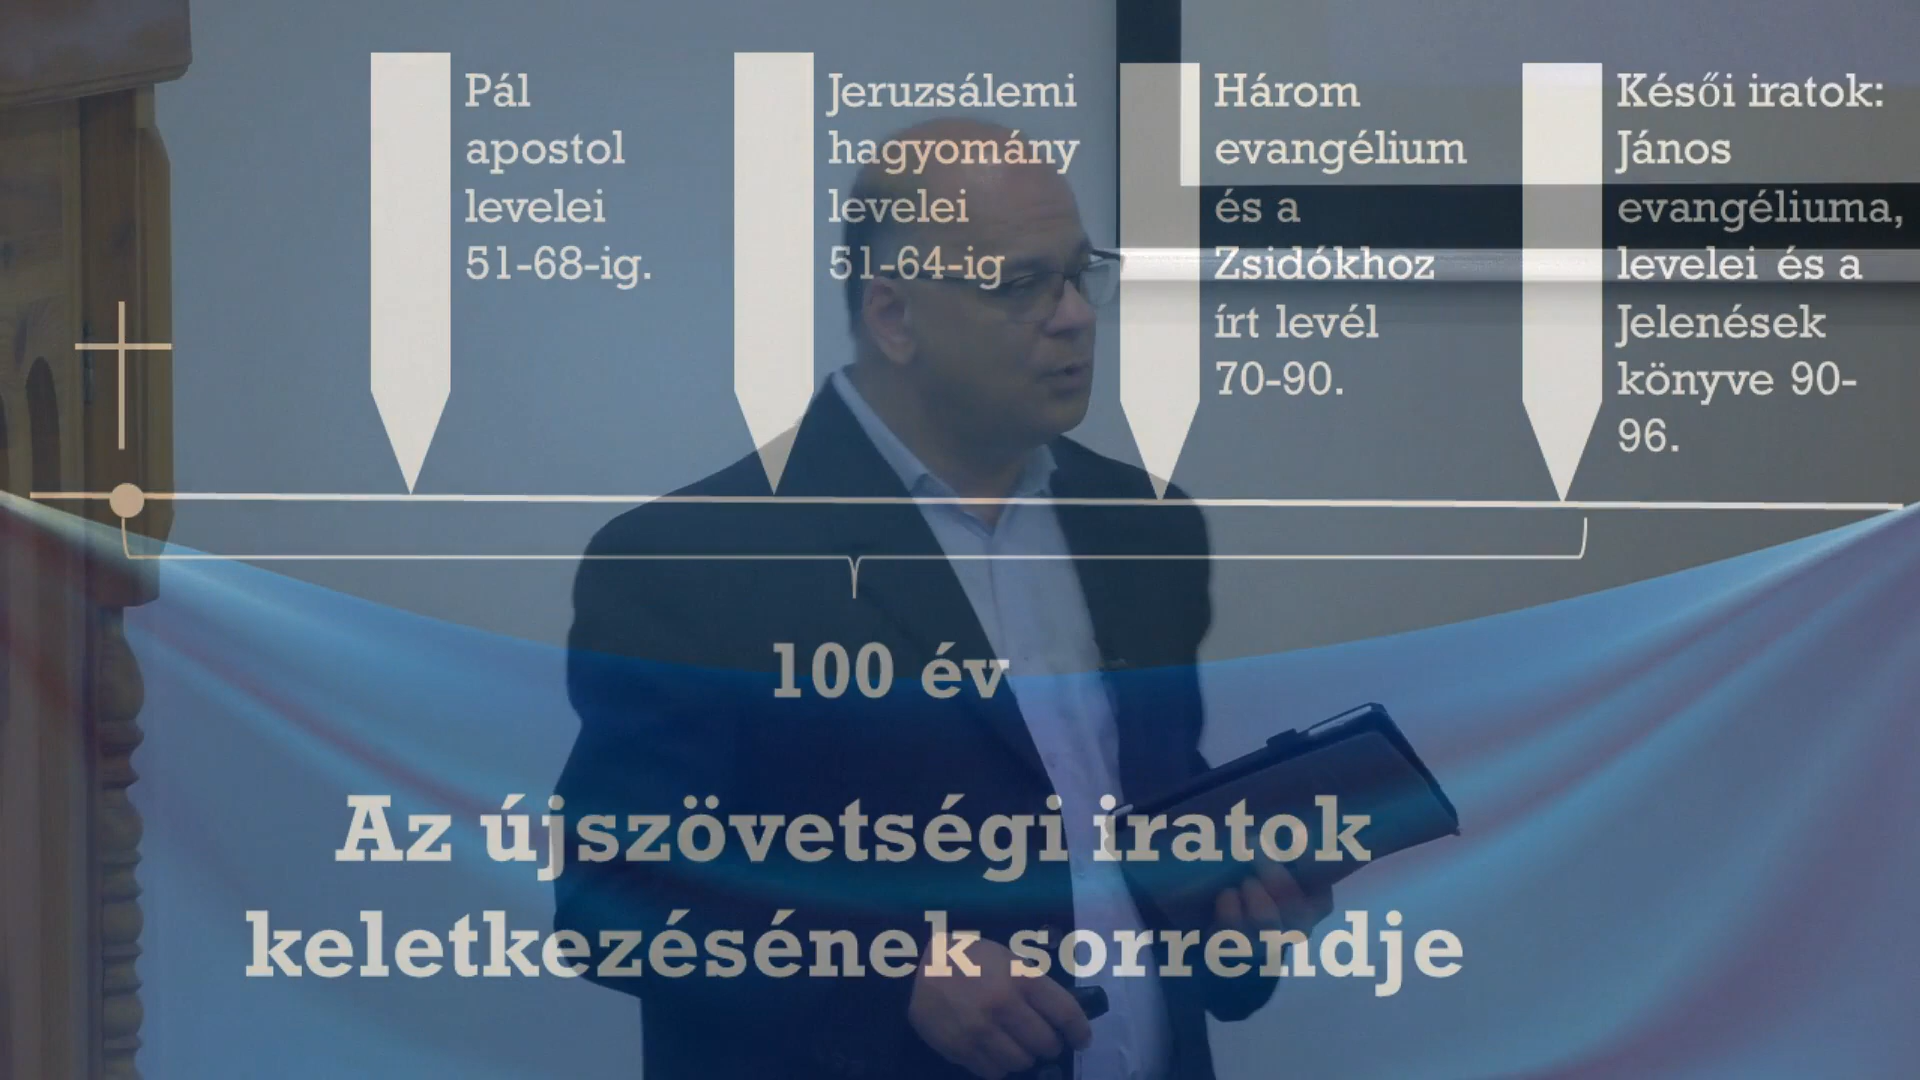 Pál
apostol
levelei
51-68-ig.
Jeruzsálemi
hagyomány
levelei
51-64-ig
Három
evangélium
és a
Zsidókhoz
írt levél
70-90.
Késői iratok:
János
evangéliuma,
levelei és a
Jelenések
könyve 90-
96.
100 év
Az újszövetségi iratok
keletkezésének sorrendje